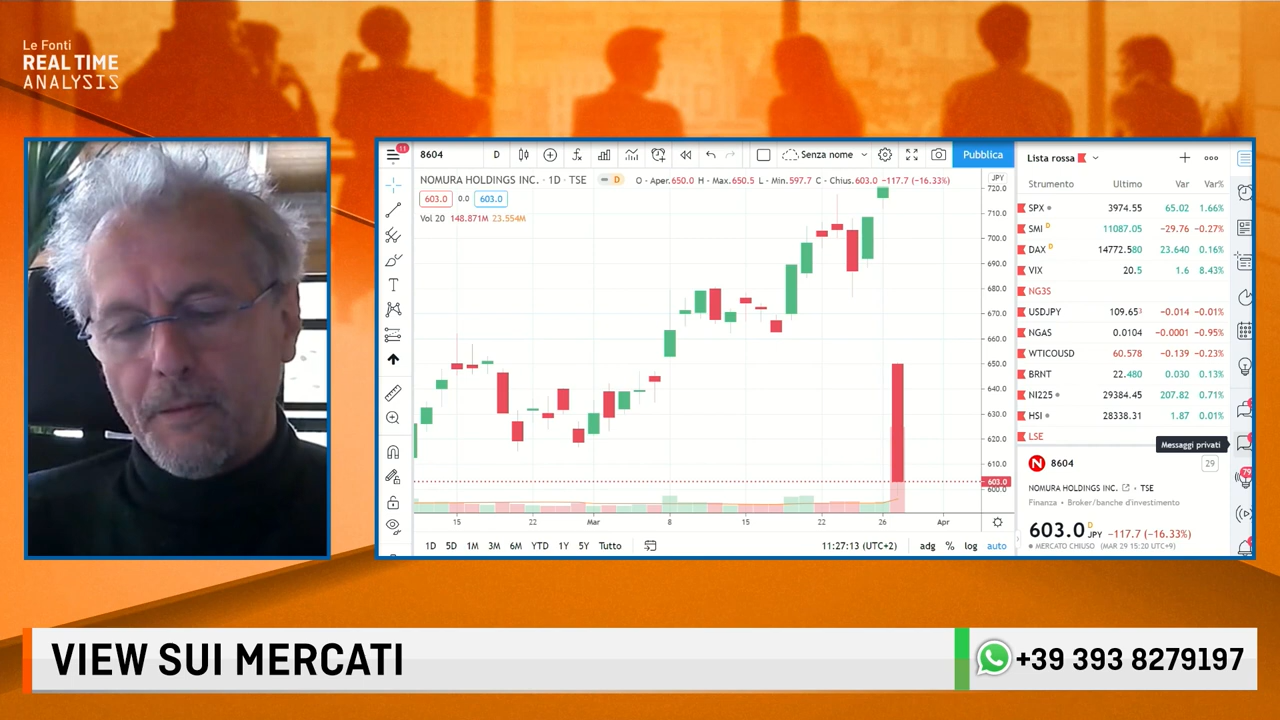 Le Fonti
REAL TIME
ANALYSIS
11
8604
D
Senza nome
Pubblica
NOMURA HOLDINGS INC. · 1D · TSE
D
O - Aper.650.0 H - Max.650.5 L - Min.597.7 C - Chius.603.0 −117.7 (−16.33%)
603.0 0.0 603.0
Vol 20 148.871M 23.554M
JPY
720.0
710.0
700.0
690.0
680.0
670.0
660.0
650.0
640.0
630.0
620.0
610.0
603.0
600.0
15 22 Mar 8 15 22 26 Apr
1D 5D 1M 3M 6M YTD 1Y 5Y Tutto
11:27:13 (UTC+2)
adg % log auto
Lista rossa
Strumento Ultimo Var Var%
SPX 3974.55 65.02 1.66%
SMI D 11087.05 −29.76 −0.27%
DAX D 14772.580 23.640 0.16%
VIX 20.5 1.6 8.43%
NG3S
USDJPY 109.653 −0.014 −0.01%
NGAS 0.0104 −0.0001 −0.95%
WTICOUSD 60.578 −0.139 −0.23%
BRNT 22.480 0.030 0.13%
NI225 29384.45 207.82 0.71%
HSI 28338.31 1.87 0.01%
LSE
Messaggi privati
N 8604 29
NOMURA HOLDINGS INC. · TSE
Finanza • Broker/banche d'investimento
603.0 D JPY −117.7 (−16.33%)
MERCATO CHIUSO (MAR 29 15:20 UTC+9)
VIEW SUI MERCATI
+39 393 8279197